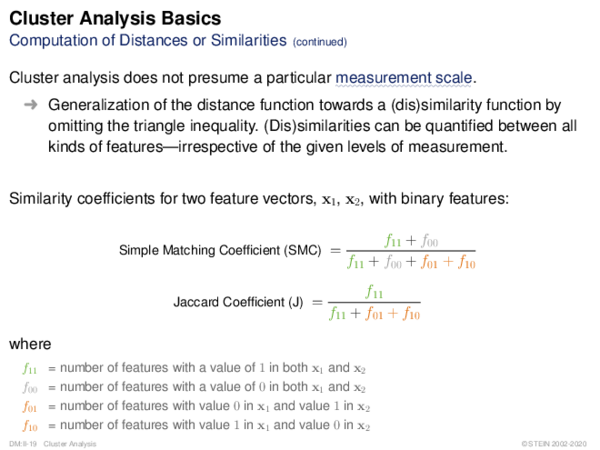 Cluster Analysis Basics
Computation of Distances or Similarities (continued)
Cluster analysis does not presume a particular measurement scale.
➜ Generalization of the distance function towards a (dis)similarity function by
omitting the triangle inequality. (Dis)similarities can be quantified between all
kinds of features—irrespective of the given levels of measurement.
Similarity coefficients for two feature vectors, x₁, x₂, with binary features:
Simple Matching Coefficient (SMC) = (f₁₁ + f₀₀) / (f₁₁ + f₀₀ + f₀₁ + f₁₀)
Jaccard Coefficient (J) = f₁₁ / (f₁₁ + f₀₁ + f₁₀)
where
f₁₁ = number of features with a value of 1 in both x₁ and x₂
f₀₀ = number of features with a value of 0 in both x₁ and x₂
f₀₁ = number of features with value 0 in x₁ and value 1 in x₂
f₁₀ = number of features with value 1 in x₁ and value 0 in x₂
DM:II-19 Cluster Analysis ©STEIN 2002-2020